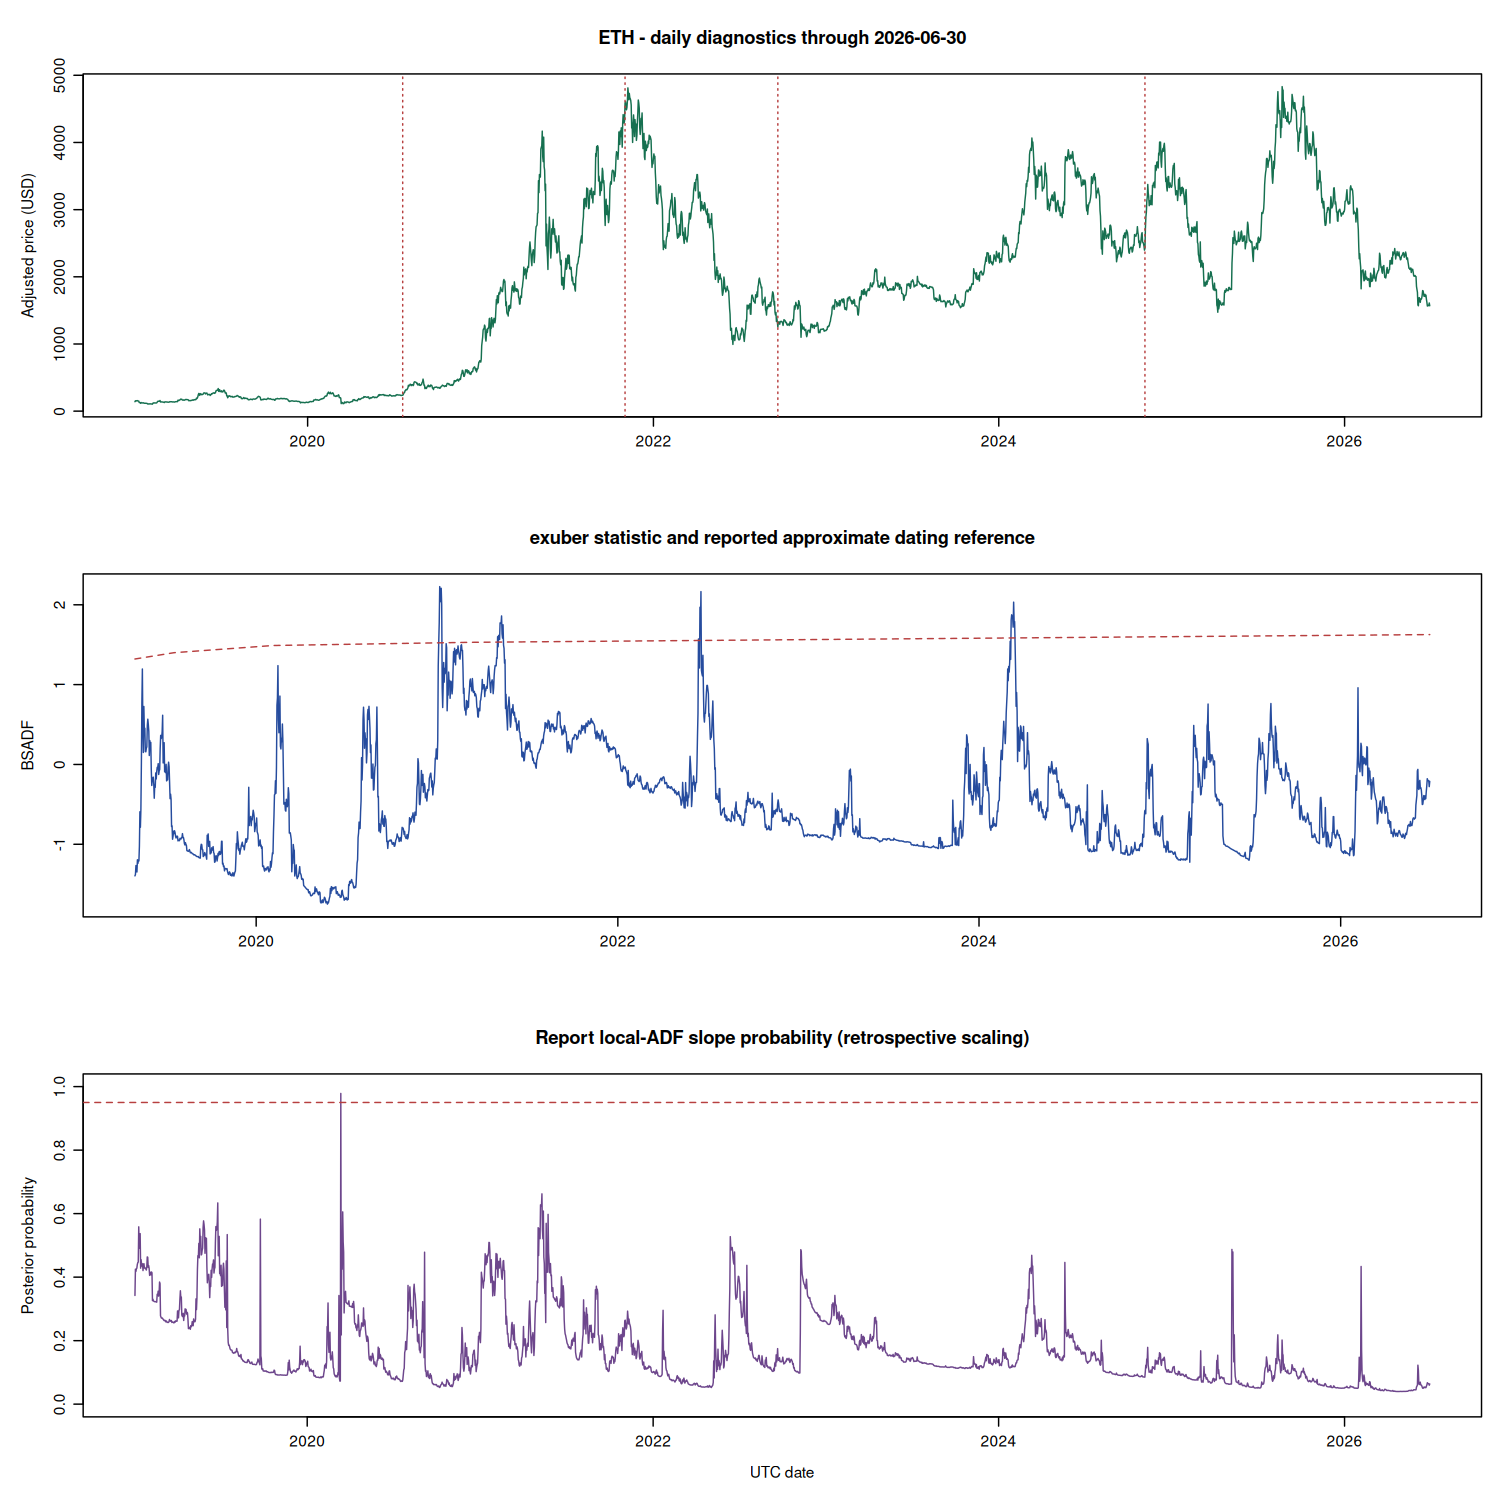 ETH - daily diagnostics through 2026-06-30
Adjusted price (USD)
5000
4000
3000
2000
1000
0
2020 2022 2024 2026
exuber statistic and reported approximate dating reference
BSADF
2
1
0
-1
2020 2022 2024 2026
Report local-ADF slope probability (retrospective scaling)
Posterior probability
1.0
0.8
0.6
0.4
0.2
0.0
2020 2022 2024 2026
UTC date